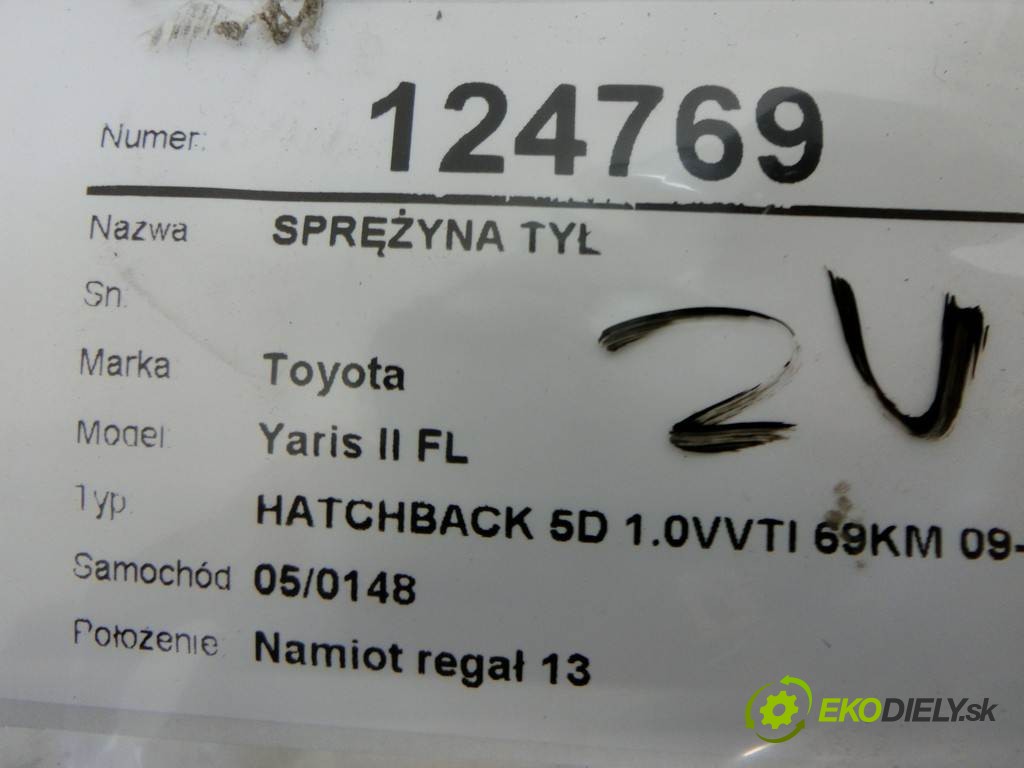 Numer: 124769
Nazwa SPRĘŻYNA TYŁ
Sn.
2U
Marka Toyota
Model Yaris II FL
Typ HATCHBACK 5D 1.0VVTI 69KM 09-
Samochód 05/0148
Położenie: Namiot regał 13
EKODIELY.sk